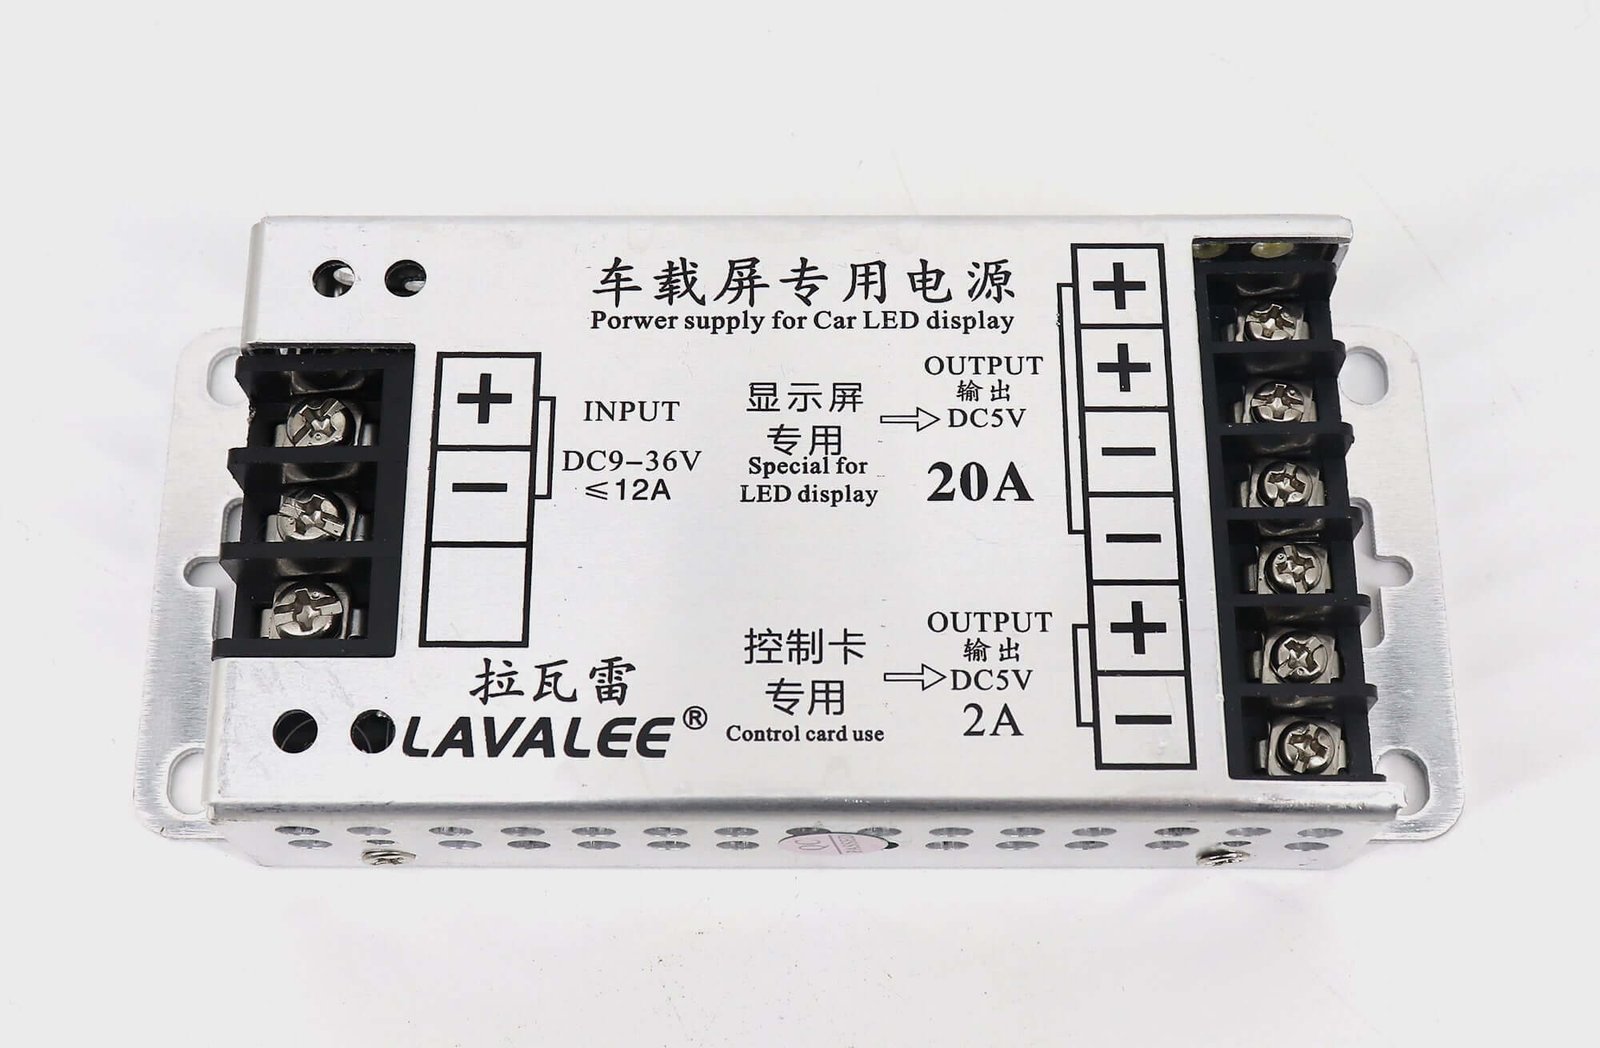 车载屏专用电源
Porwer supply for Car LED display
+
-
INPUT
DC9-36V
≤12A
显示屏
专用
Special for
LED display
OUTPUT
输出
DC5V
20A
+
+
-
-
控制卡
专用
Control card use
OUTPUT
输出
DC5V
2A
+
-
拉瓦雷
LAVALEE®